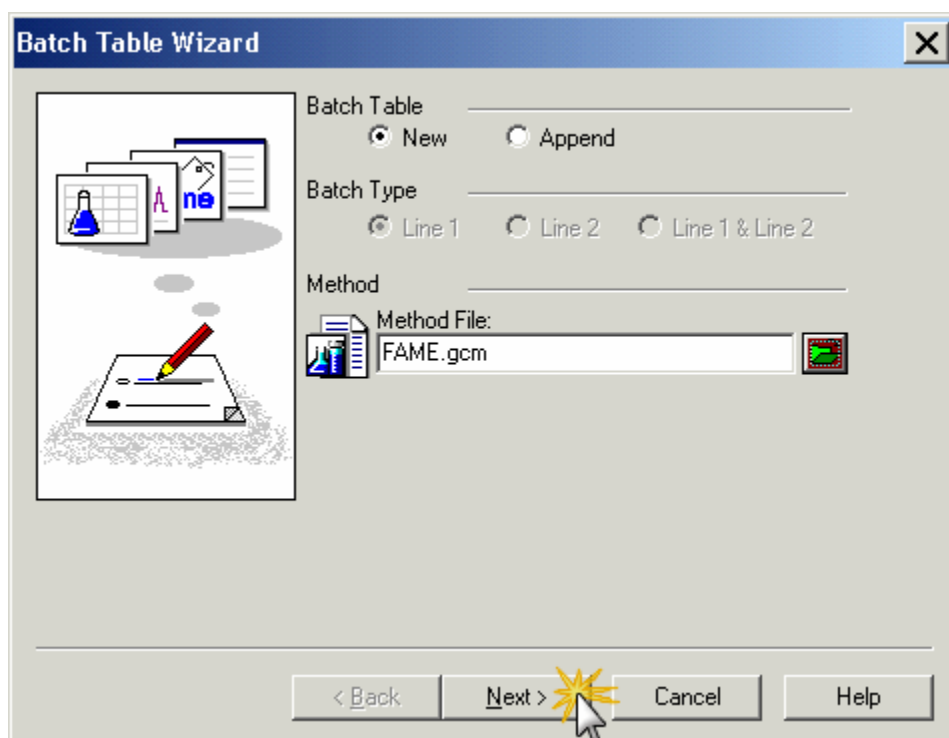 Batch Table Wizard
Batch Table
New Append
Batch Type
Line 1 Line 2 Line 1 & Line 2
Method
Method File:
FAME.gcm
ne
< Back Next > Cancel Help